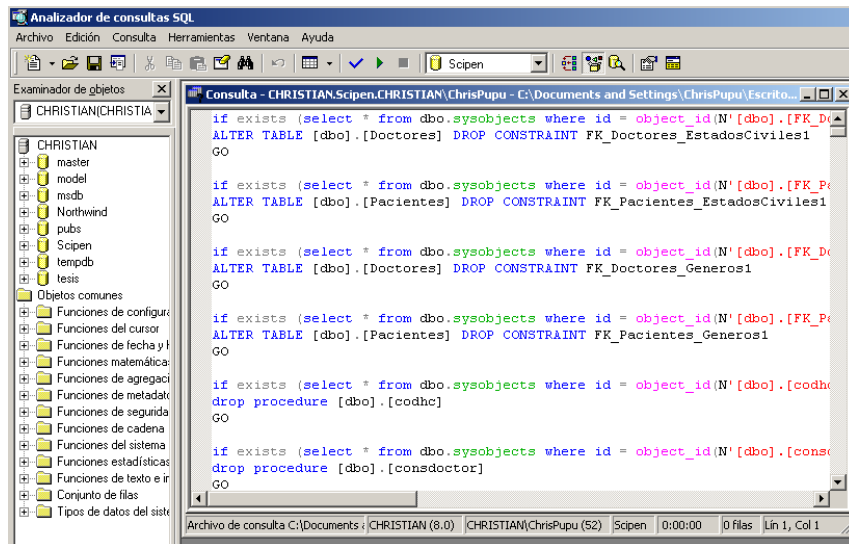 Analizador de consultas SQL
Archivo Edición Consulta Herramientas Ventana Ayuda
Scipen
Examinador de objetos
CHRISTIAN(CHRISTIA
CHRISTIAN
master
model
msdb
Northwind
pubs
Scipen
tempdb
tesis
Objetos comunes
Funciones de configura
Funciones del cursor
Funciones de fecha y h
Funciones matemática
Funciones de agregaci
Funciones de metadato
Funciones de segurida
Funciones de cadena
Funciones del sistema
Funciones estadísticas
Funciones de texto e ir
Conjunto de filas
Tipos de datos del siste
Consulta - CHRISTIAN.Scipen.CHRISTIAN\ChrisPupu - C:\Documents and Settings\ChrisPupu\Escrito...
if exists (select * from dbo.sysobjects where id = object_id(N'[dbo].[FK_Do
ALTER TABLE [dbo].[Doctores] DROP CONSTRAINT FK_Doctores_EstadosCiviles1
GO
if exists (select * from dbo.sysobjects where id = object_id(N'[dbo].[FK_Pa
ALTER TABLE [dbo].[Pacientes] DROP CONSTRAINT FK_Pacientes_EstadosCiviles1
GO
if exists (select * from dbo.sysobjects where id = object_id(N'[dbo].[FK_Do
ALTER TABLE [dbo].[Doctores] DROP CONSTRAINT FK_Doctores_Generos1
GO
if exists (select * from dbo.sysobjects where id = object_id(N'[dbo].[FK_Pa
ALTER TABLE [dbo].[Pacientes] DROP CONSTRAINT FK_Pacientes_Generos1
GO
if exists (select * from dbo.sysobjects where id = object_id(N'[dbo].[codhc
drop procedure [dbo].[codhc]
GO
if exists (select * from dbo.sysobjects where id = object_id(N'[dbo].[consd
drop procedure [dbo].[consdoctor]
GO
Archivo de consulta C:\Documents a CHRISTIAN (8.0) CHRISTIAN\ChrisPupu (52) Scipen 0:00:00 0 filas Lín 1, Col 1